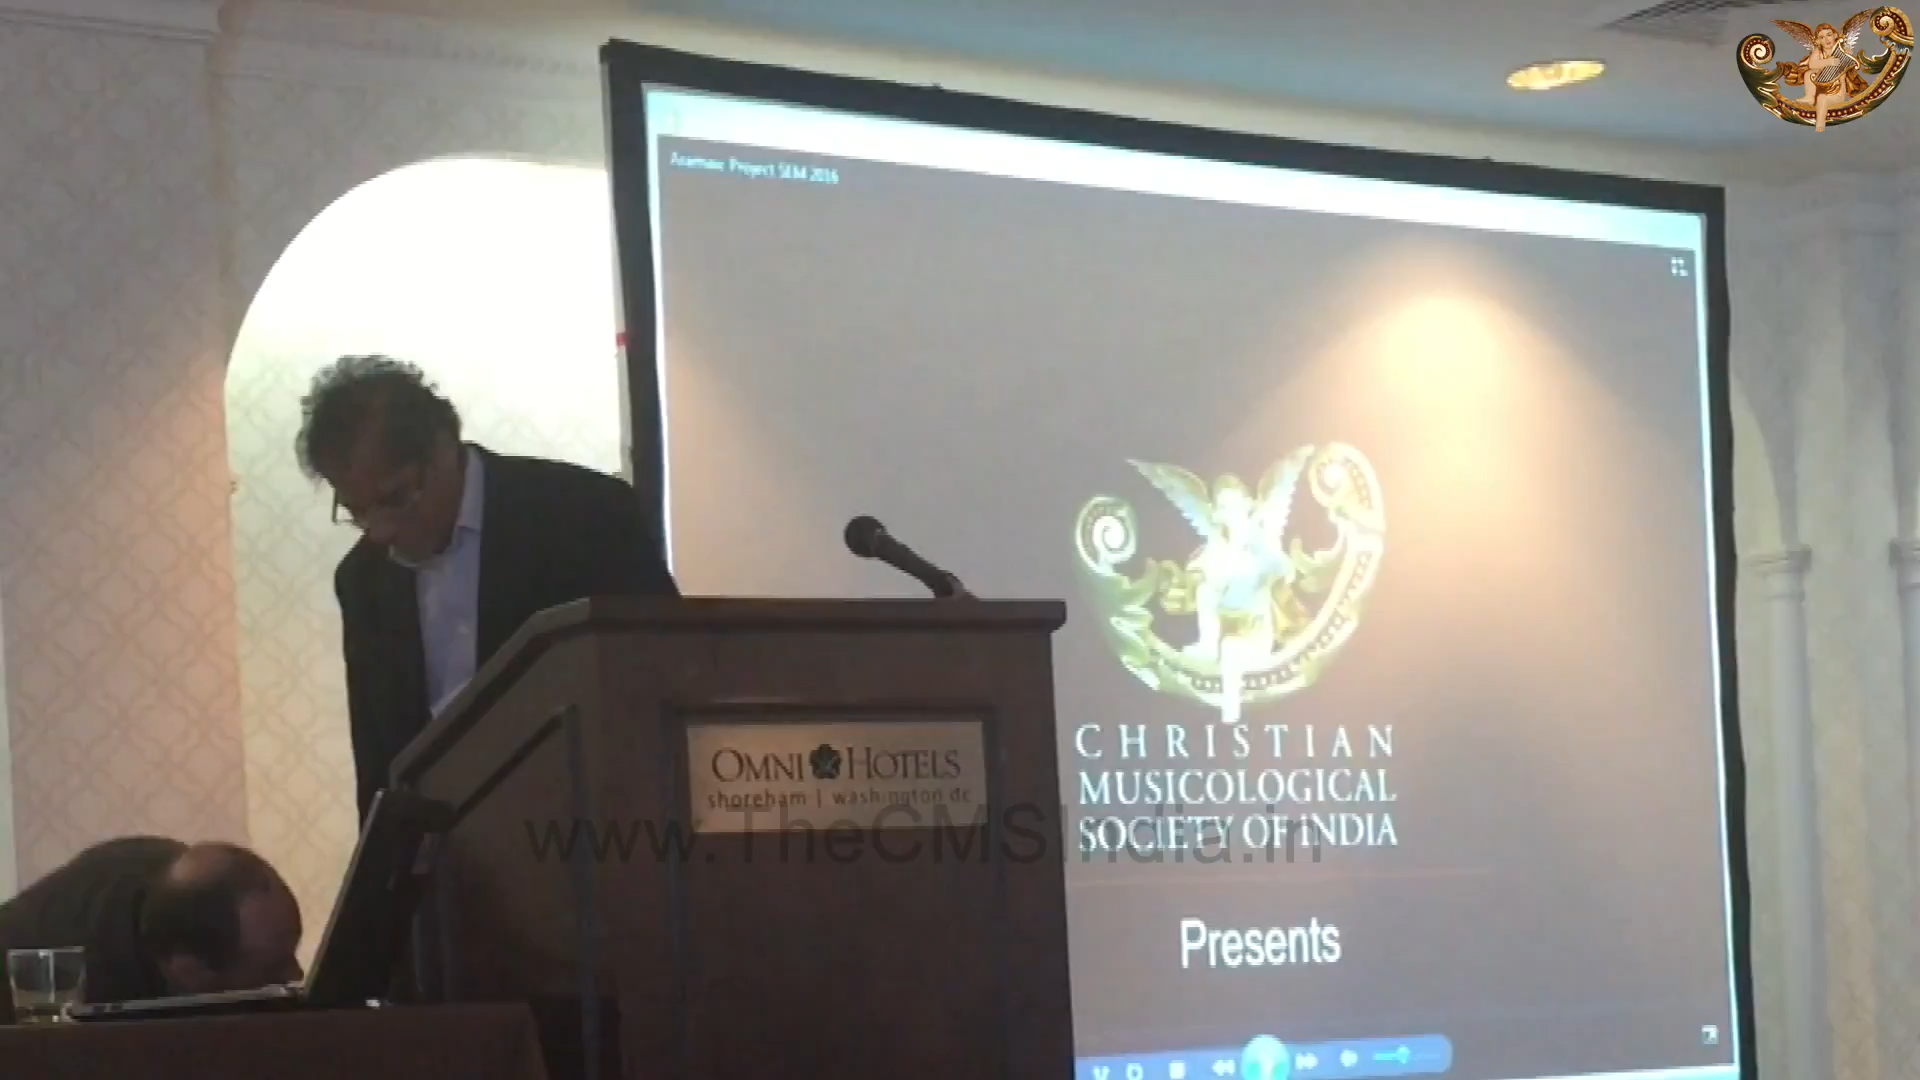 Aramaic Project SEM 2016
CHRISTIAN
MUSICOLOGICAL
SOCIETY OF INDIA
Presents
OMNI HOTELS
shoreham | washington dc
www.TheCMSIndia.in